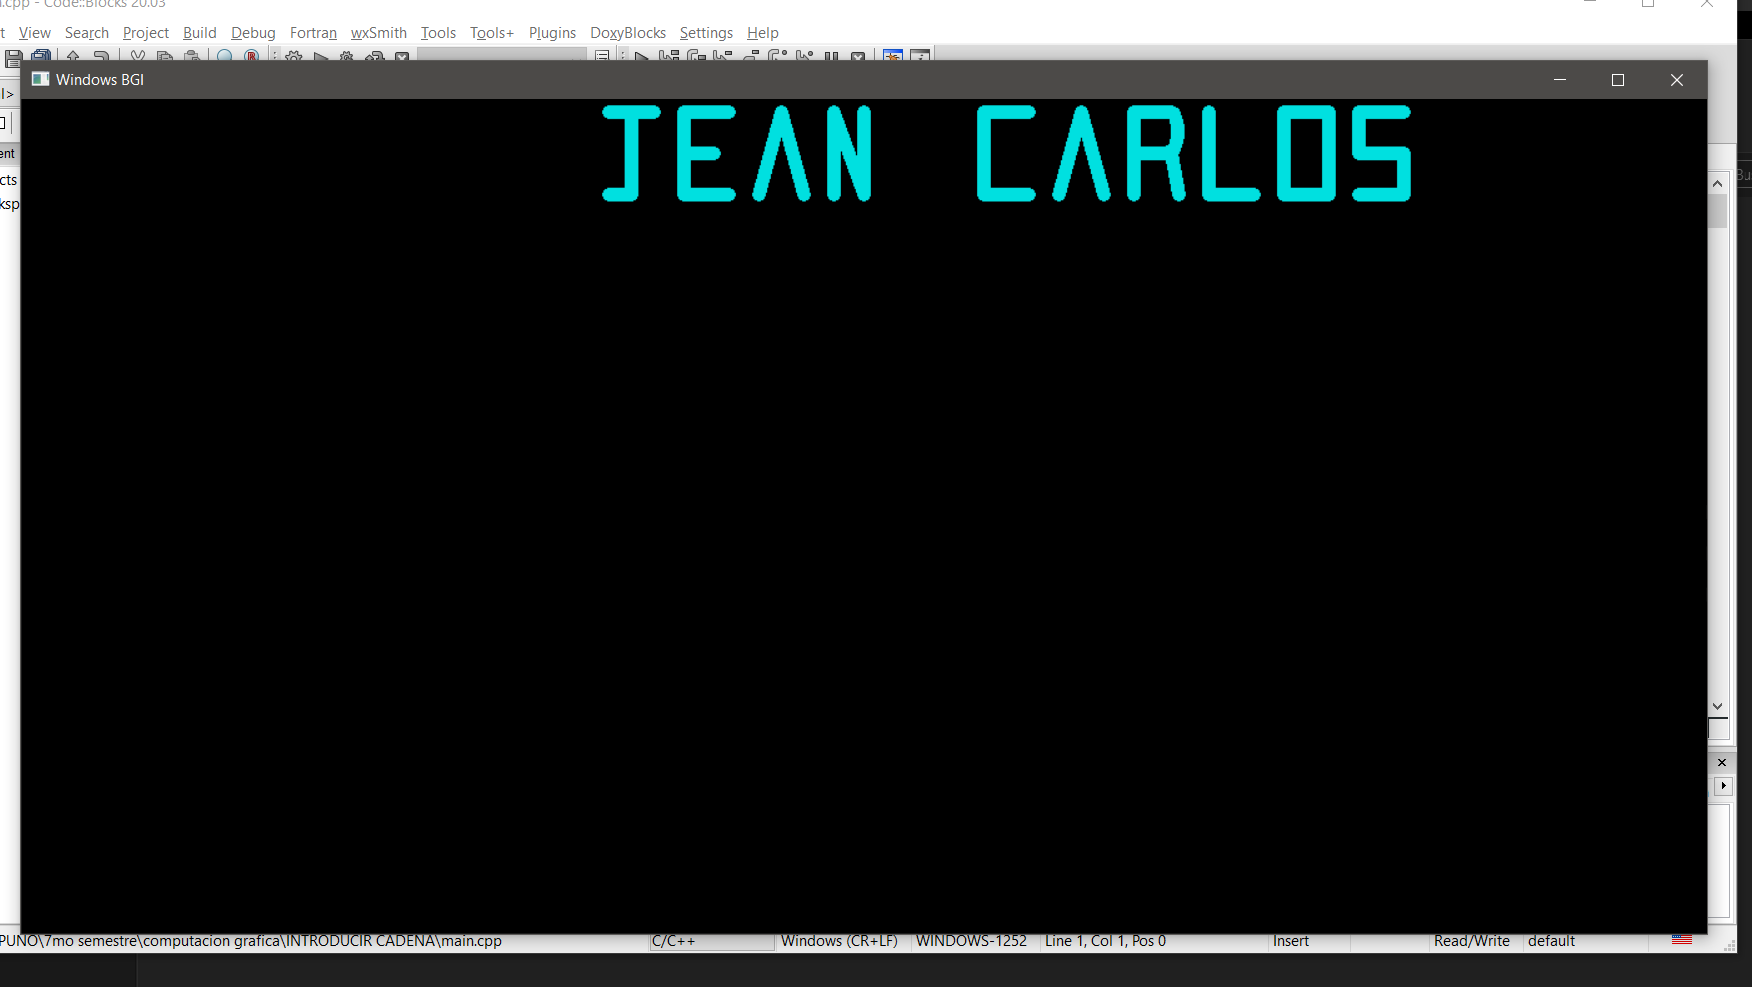 .cpp - Code::Blocks 20.03
t View Search Project Build Debug Fortran wxSmith Tools Tools+ Plugins DoxyBlocks Settings Help
l>
Windows BGI
JEAN CARLOS
ent
cts
ksp
Bu
PUNO\7mo semestre\computacion grafica\INTRODUCIR CADENA\main.cpp C/C++ Windows (CR+LF) WINDOWS-1252 Line 1, Col 1, Pos 0 Insert Read/Write default